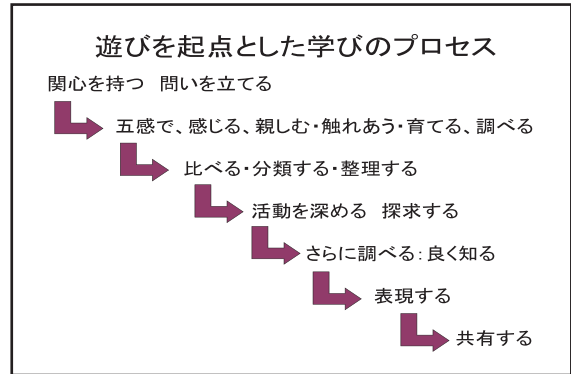 遊びを起点とした学びのプロセス
関心を持つ 問いを立てる
五感で、感じる、親しむ・触れあう・育てる、調べる
比べる・分類する・整理する
活動を深める 探求する
さらに調べる:良く知る
表現する
共有する